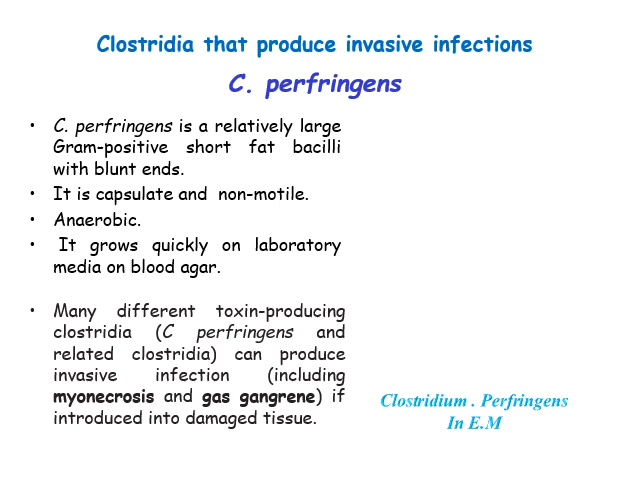 Clostridia that produce invasive infections
C. perfringens
• C. perfringens is a relatively large
Gram-positive short fat bacilli
with blunt ends.
• It is capsulate and non-motile.
• Anaerobic.
• It grows quickly on laboratory
media on blood agar.
• Many different toxin-producing
clostridia (C perfringens and
related clostridia) can produce
invasive infection (including
myonecrosis and gas gangrene) if
introduced into damaged tissue.
Clostridium . Perfringens
In E.M